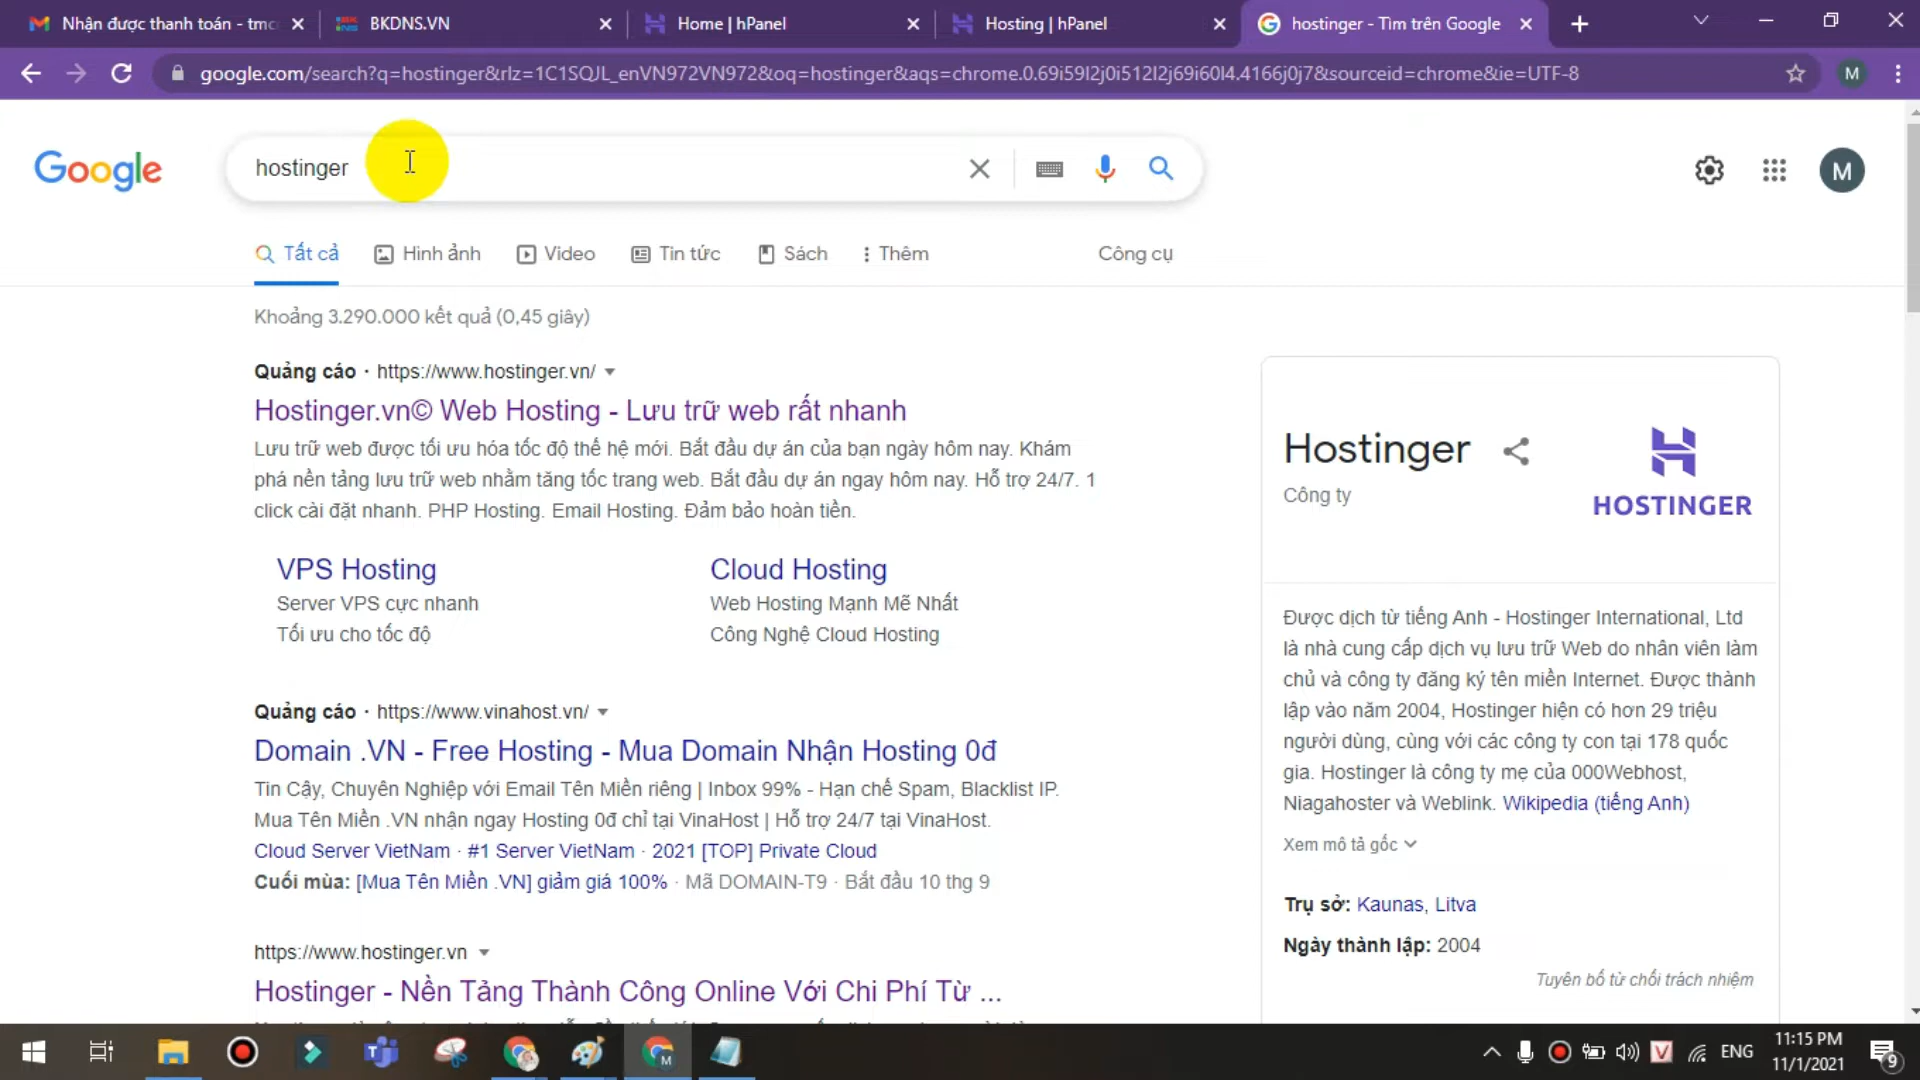 Nhận được thanh toán - tmc
BKDNS.VN
Home | hPanel
Hosting | hPanel
hostinger - Tìm trên Google
google.com/search?q=hostinger&rlz=1C1SQJL_enVN972VN972&oq=hostinger&aqs=chrome.0.69i59l2j0i512l2j69i60l4.4166j0j7&sourceid=chrome&ie=UTF-8
M
Google
hostinger
M
Tất cả
Hình ảnh
Video
Tin tức
Sách
Thêm
Công cụ
Khoảng 3.290.000 kết quả (0,45 giây)
Quảng cáo · https://www.hostinger.vn/
Hostinger.vn© Web Hosting - Lưu trữ web rất nhanh
Lưu trữ web được tối ưu hóa tốc độ thế hệ mới. Bắt đầu dự án của bạn ngày hôm nay. Khám
phá nền tảng lưu trữ web nhằm tăng tốc trang web. Bắt đầu dự án ngay hôm nay. Hỗ trợ 24/7. 1
click cài đặt nhanh. PHP Hosting. Email Hosting. Đảm bảo hoàn tiền.
VPS Hosting
Server VPS cực nhanh
Tối ưu cho tốc độ
Cloud Hosting
Web Hosting Mạnh Mẽ Nhất
Công Nghệ Cloud Hosting
Quảng cáo · https://www.vinahost.vn/
Domain .VN - Free Hosting - Mua Domain Nhận Hosting 0đ
Tin Cậy, Chuyên Nghiệp với Email Tên Miền riêng | Inbox 99% - Hạn chế Spam, Blacklist IP.
Mua Tên Miền .VN nhận ngay Hosting 0đ chỉ tại VinaHost | Hỗ trợ 24/7 tại VinaHost.
Cloud Server VietNam · #1 Server VietNam · 2021 [TOP] Private Cloud
Cuối mùa: [Mua Tên Miền .VN] giảm giá 100% · Mã DOMAIN-T9 · Bắt đầu 10 thg 9
https://www.hostinger.vn
Hostinger - Nền Tảng Thành Công Online Với Chi Phí Từ ...
Hostinger
Công ty
HOSTINGER
Được dịch từ tiếng Anh - Hostinger International, Ltd
là nhà cung cấp dịch vụ lưu trữ Web do nhân viên làm
chủ và công ty đăng ký tên miền Internet. Được thành
lập vào năm 2004, Hostinger hiện có hơn 29 triệu
người dùng, cùng với các công ty con tại 178 quốc
gia. Hostinger là công ty mẹ của 000Webhost,
Niagahoster và Weblink. Wikipedia (tiếng Anh)
Xem mô tả gốc
Trụ sở: Kaunas, Litva
Ngày thành lập: 2004
Tuyên bố từ chối trách nhiệm
M
V
ENG
11:15 PM
11/1/2021
9